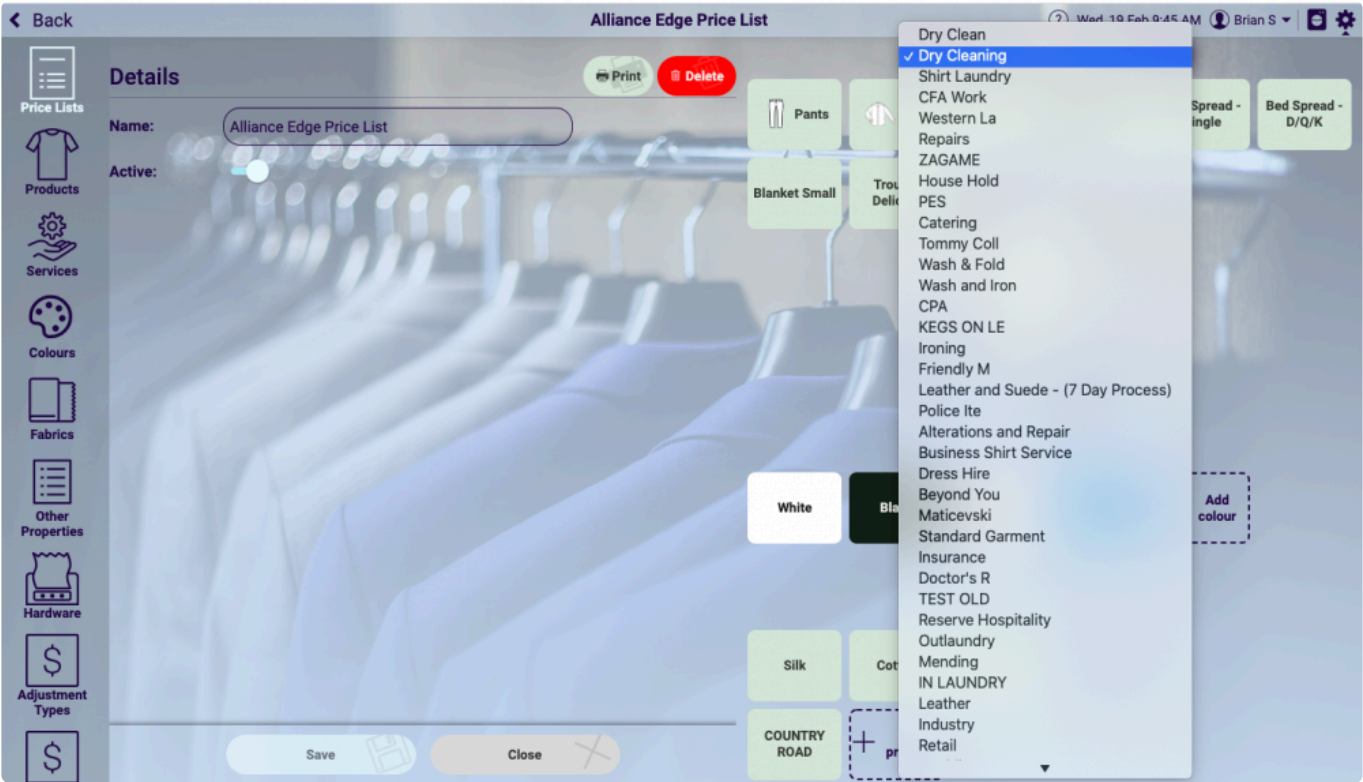 Back
Alliance Edge Price List
Wed, 19 Feb 9:45 AM
Brian S
Price Lists
Products
Services
Colours
Fabrics
Other
Properties
Hardware
Adjustment
Types
Details
Print
Delete
Name:
Alliance Edge Price List
Active:
Save
Close
Pants
Spread -
Bed Spread -
D/Q/K
Blanket Small
White
Add
colour
Silk
COUNTRY
ROAD
Dry Clean
✓ Dry Cleaning
Shirt Laundry
CFA Work
Western La
Repairs
ZAGAME
House Hold
PES
Catering
Tommy Coll
Wash & Fold
Wash and Iron
CPA
KEGS ON LE
Ironing
Friendly M
Leather and Suede - (7 Day Process)
Police Ite
Alterations and Repair
Business Shirt Service
Dress Hire
Beyond You
Maticevski
Standard Garment
Insurance
Doctor's R
TEST OLD
Reserve Hospitality
Outlaundry
Mending
IN LAUNDRY
Leather
Industry
Retail